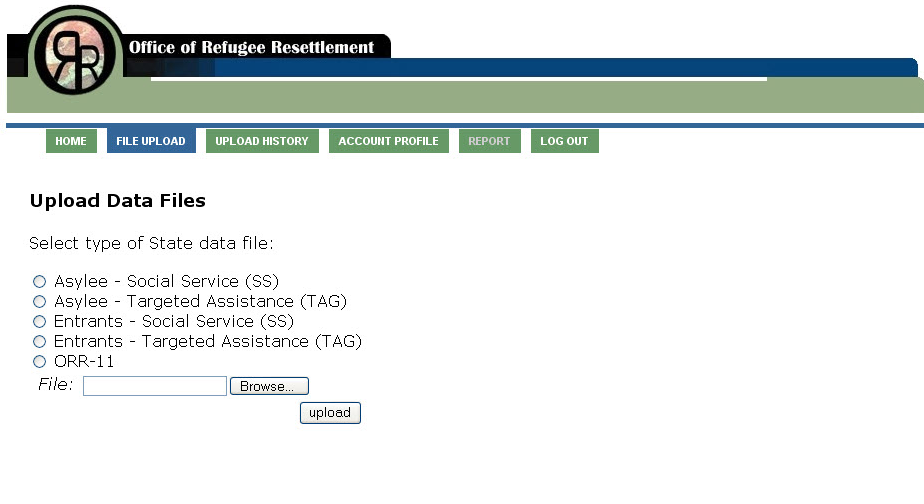 Office of Refugee Resettlement
HOME FILE UPLOAD UPLOAD HISTORY ACCOUNT PROFILE REPORT LOG OUT
Upload Data Files
Select type of State data file:
Asylee - Social Service (SS)
Asylee - Targeted Assistance (TAG)
Entrants - Social Service (SS)
Entrants - Targeted Assistance (TAG)
ORR-11
File: Browse...
upload